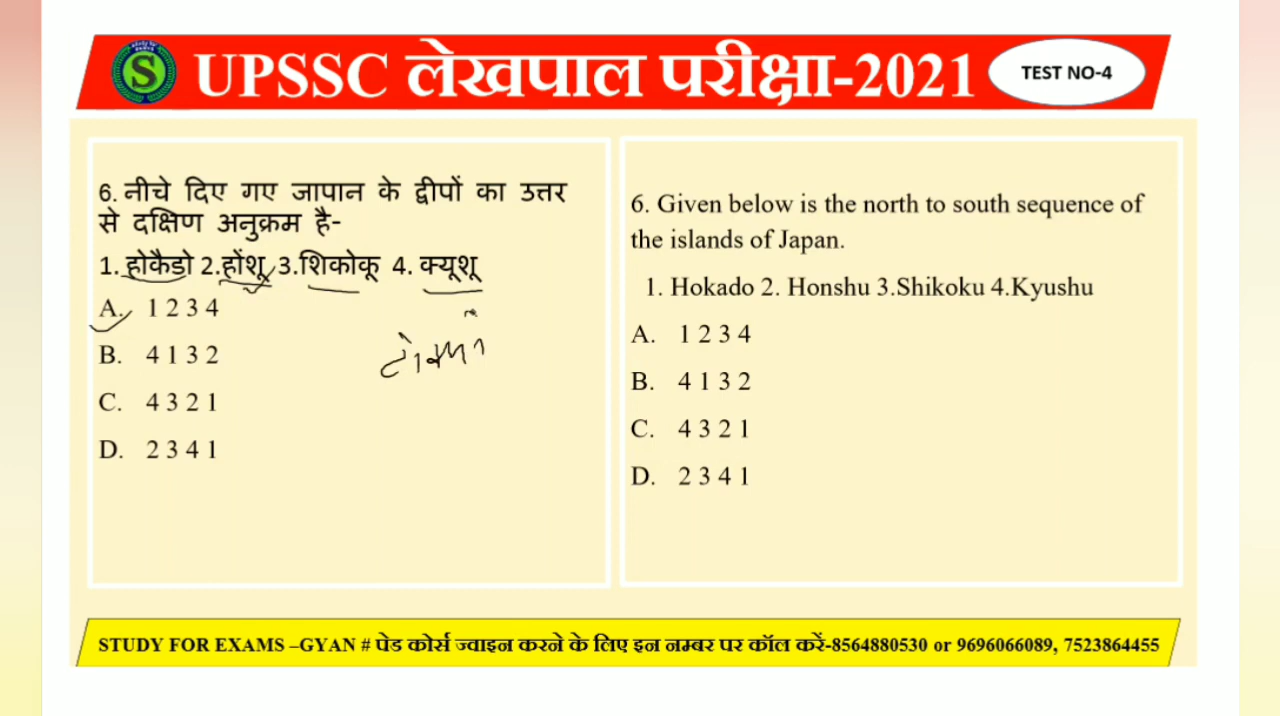 UPSSC लेखपाल परीक्षा-2021
TEST NO-4
6. नीचे दिए गए जापान के द्वीपों का उत्तर
से दक्षिण अनुक्रम है-
1. होकैडो 2.होंशू 3.शिकोकू 4. क्यूशू
A. 1 2 3 4
B. 4 1 3 2
C. 4 3 2 1
D. 2 3 4 1
6. Given below is the north to south sequence of
the islands of Japan.
1. Hokado 2. Honshu 3.Shikoku 4.Kyushu
A. 1 2 3 4
B. 4 1 3 2
C. 4 3 2 1
D. 2 3 4 1
STUDY FOR EXAMS –GYAN # पेड कोर्स ज्वाइन करने के लिए इन नम्बर पर कॉल करें-8564880530 or 9696066089, 7523864455